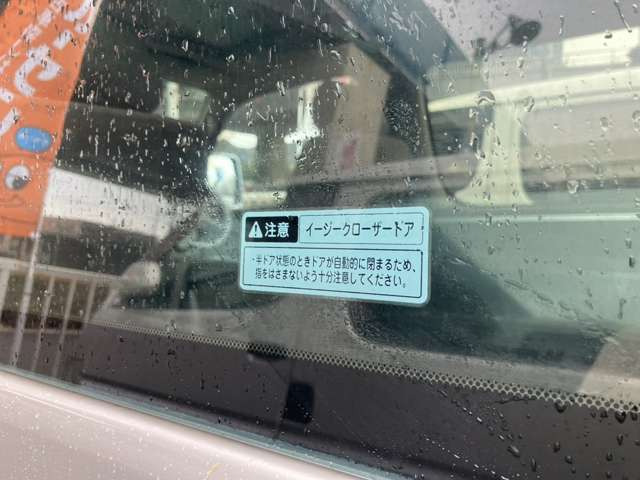 注意 イージークローザードア
・半ドア状態のときドアが自動的に閉まるため、
指をはさまないよう十分注意してください。